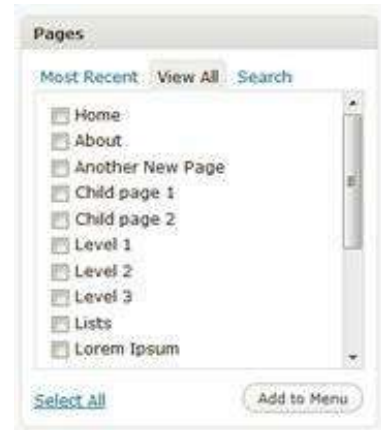 Pages
Most Recent View All Search
Home
About
Another New Page
Child page 1
Child page 2
Level 1
Level 2
Level 3
Lists
Lorem Ipsum
Select All Add to Menu